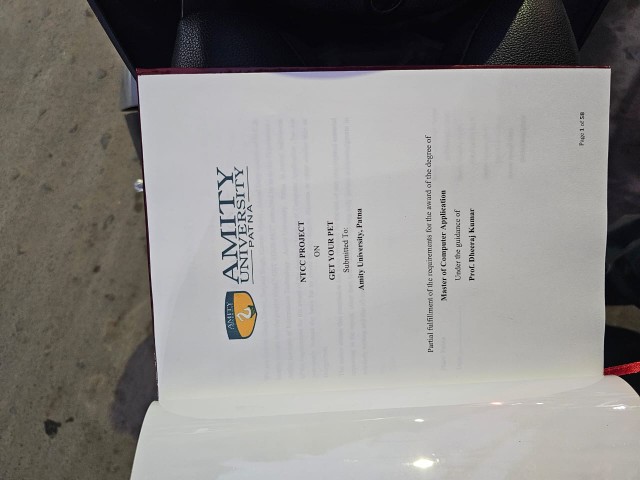 AMITY
AMITY
UNIVERSITY
PATNA
NTCC PROJECT
ON
GET YOUR PET
Submitted To:
Amity University, Patna
Partial fulfillment of the requirements for the award of the degree of
Master of Computer Application
Under the guidance of
Prof. Dheeraj Kumar
Page 1 of 58